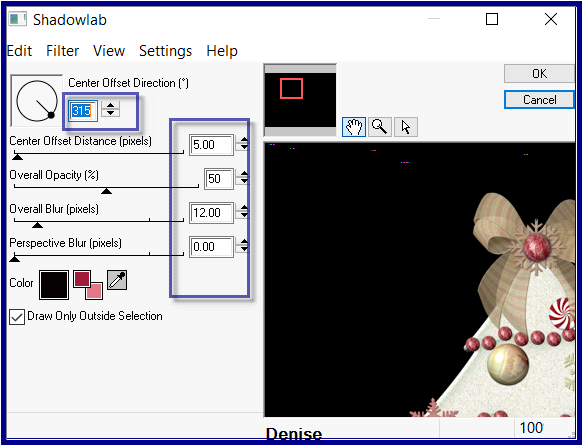 Shadowlab
Edit Filter View Settings Help
Center Offset Direction (°)
315
OK
Cancel
Center Offset Distance (pixels)
5.00
Overall Opacity (%)
50
Overall Blur (pixels)
12.00
Perspective Blur (pixels)
0.00
Color
Draw Only Outside Selection
100
Denise